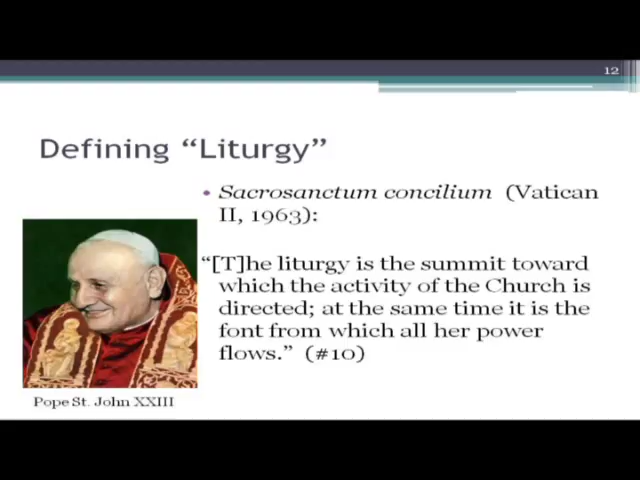 12
Defining “Liturgy”
• Sacrosanctum concilium (Vatican
II, 1963):
“[T]he liturgy is the summit toward
which the activity of the Church is
directed; at the same time it is the
font from which all her power
flows.” (#10)
Pope St. John XXIII